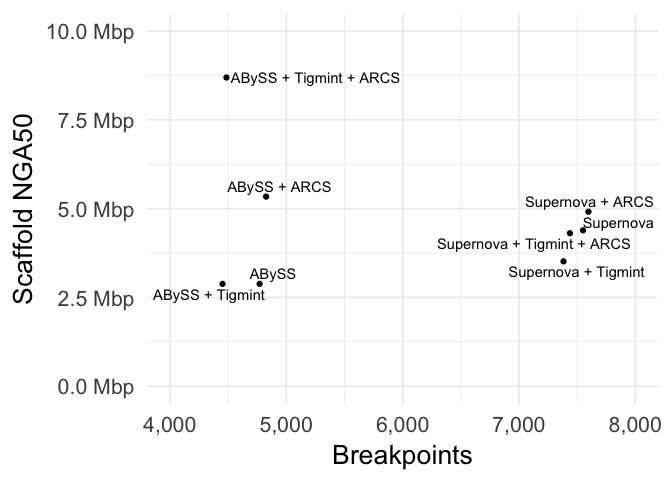 10.0 Mbp
ABySS + Tigmint + ARCS
7.5 Mbp
Scaffold NGA50
ABySS + ARCS
Supernova + ARCS
5.0 Mbp
Supernova
Supernova + Tigmint + ARCS
ABySS
Supernova + Tigmint
ABySS + Tigmint
2.5 Mbp
0.0 Mbp
4,000 5,000 6,000 7,000 8,000
Breakpoints